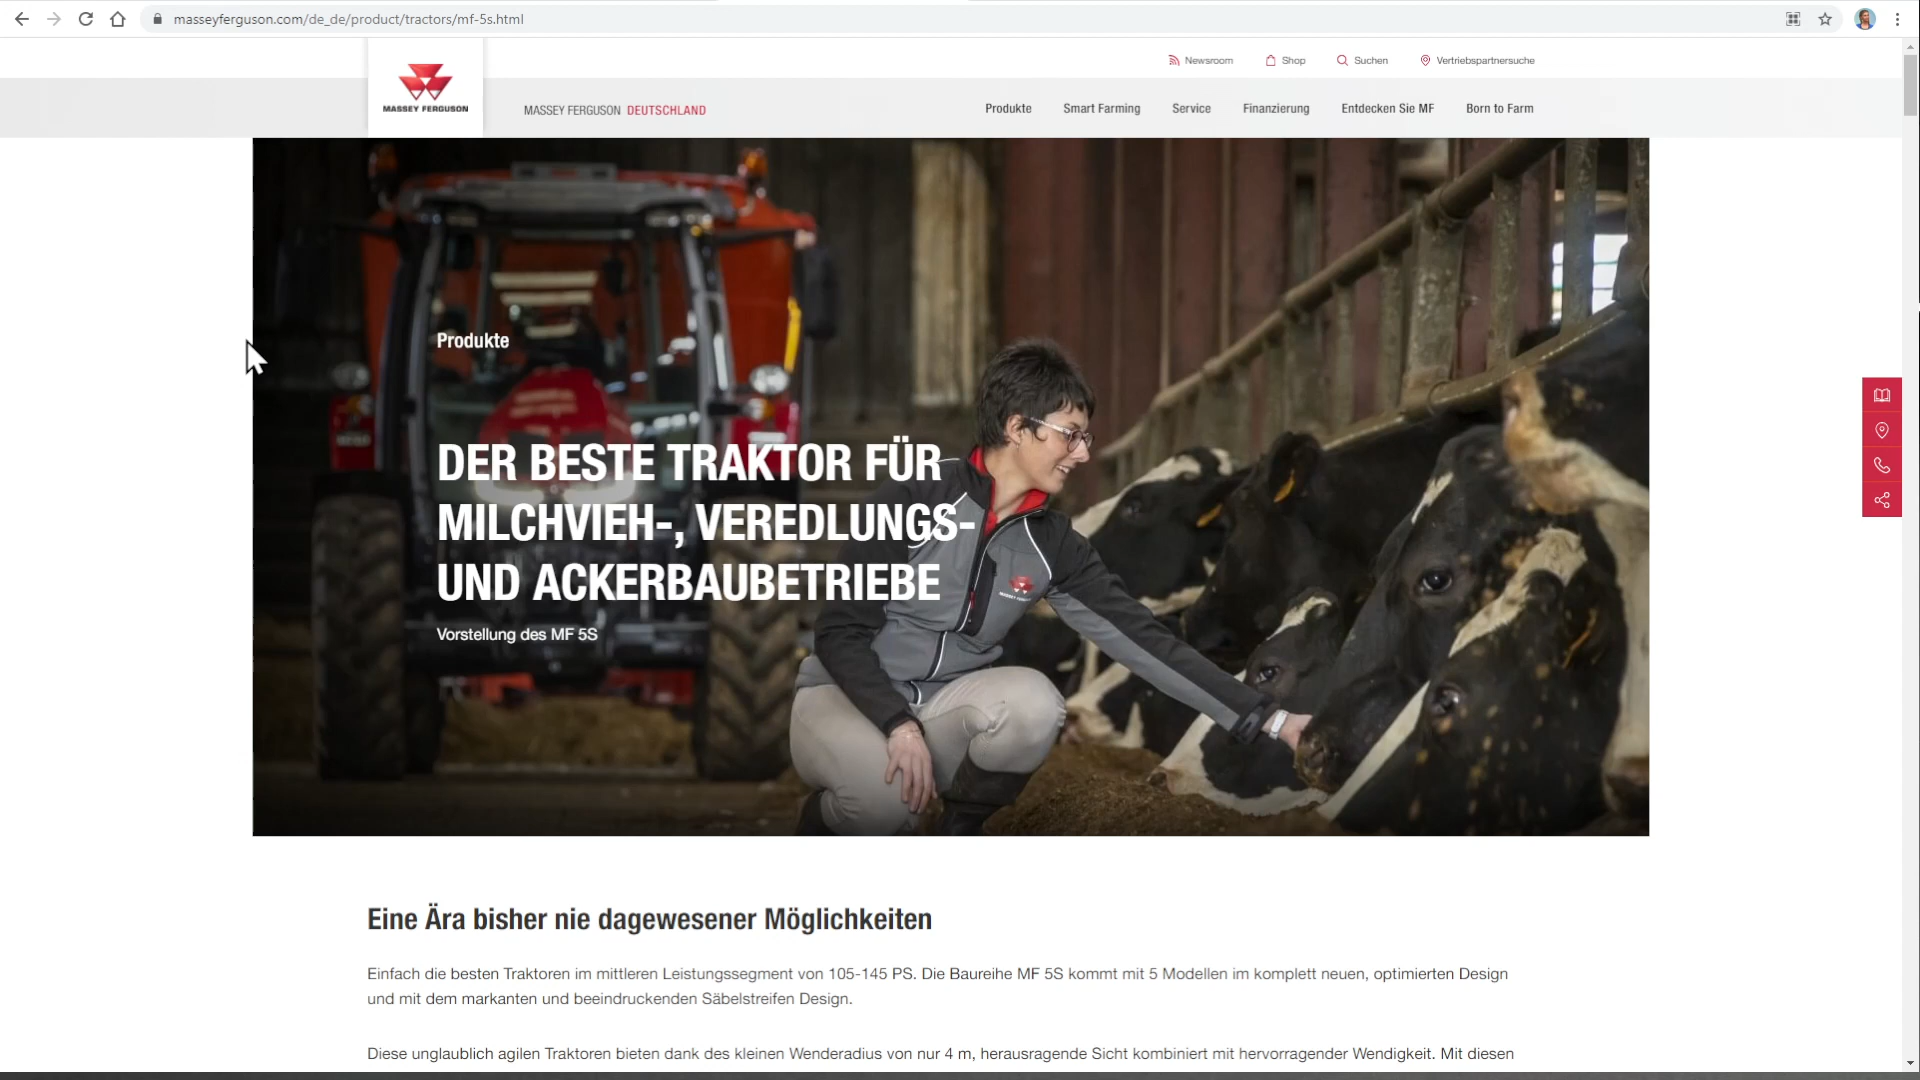 masseyferguson.com/de_de/product/tractors/mf-5s.html
Newsroom Shop Suchen Vertriebspartnersuche
MASSEY FERGUSON
MASSEY FERGUSON DEUTSCHLAND
Produkte Smart Farming Service Finanzierung Entdecken Sie MF Born to Farm
Produkte
DER BESTE TRAKTOR FÜR
MILCHVIEH-, VEREDLUNGS-
UND ACKERBAUBETRIEBE
Vorstellung des MF 5S
Eine Ära bisher nie dagewesener Möglichkeiten
Einfach die besten Traktoren im mittleren Leistungssegment von 105-145 PS. Die Baureihe MF 5S kommt mit 5 Modellen im komplett neuen, optimierten Design
und mit dem markanten und beeindruckenden Säbelstreifen Design.
Diese unglaublich agilen Traktoren bieten dank des kleinen Wenderadius von nur 4 m, herausragende Sicht kombiniert mit hervorragender Wendigkeit. Mit diesen